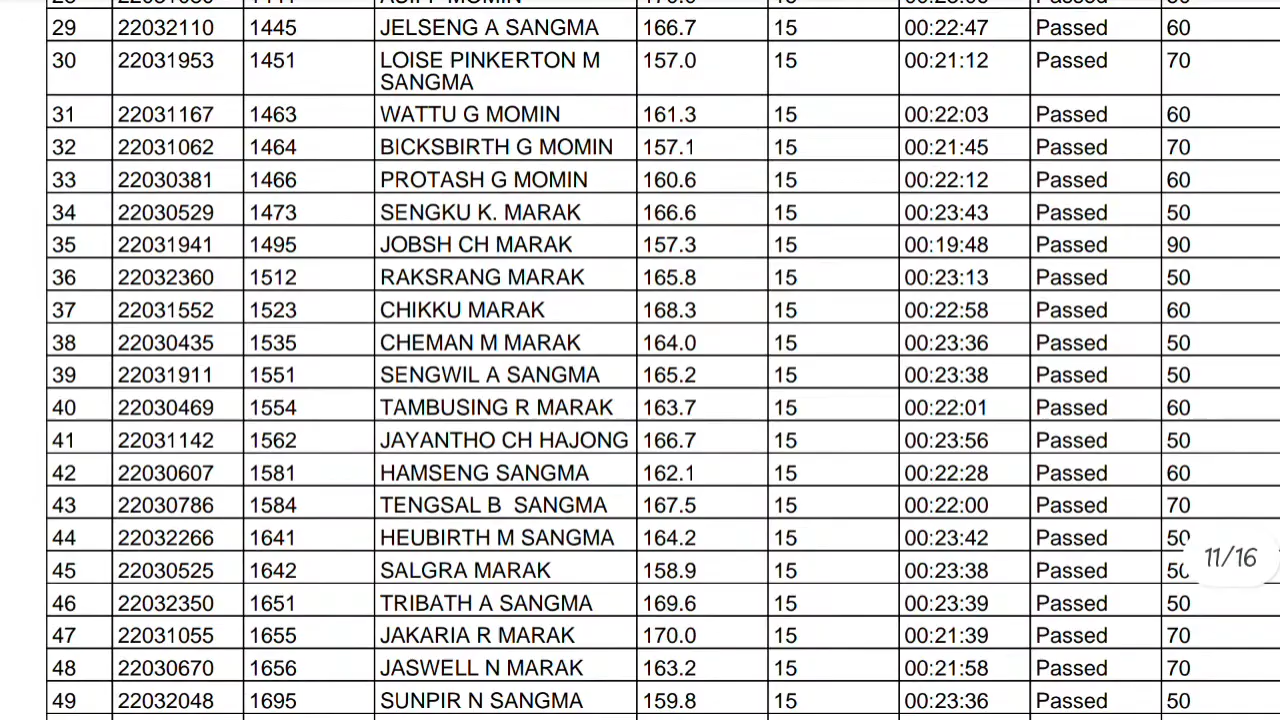 29 22032110 1445 JELSENG A SANGMA 166.7 15 00:22:47 Passed 60
30 22031953 1451 LOISE PINKERTON M 157.0 15 00:21:12 Passed 70
SANGMA
31 22031167 1463 WATTU G MOMIN 161.3 15 00:22:03 Passed 60
32 22031062 1464 BICKSBIRTH G MOMIN 157.1 15 00:21:45 Passed 70
33 22030381 1466 PROTASH G MOMIN 160.6 15 00:22:12 Passed 60
34 22030529 1473 SENGKU K. MARAK 166.6 15 00:23:43 Passed 50
35 22031941 1495 JOBSH CH MARAK 157.3 15 00:19:48 Passed 90
36 22032360 1512 RAKSRANG MARAK 165.8 15 00:23:13 Passed 50
37 22031552 1523 CHIKKU MARAK 168.3 15 00:22:58 Passed 60
38 22030435 1535 CHEMAN M MARAK 164.0 15 00:23:36 Passed 50
39 22031911 1551 SENGWIL A SANGMA 165.2 15 00:23:38 Passed 50
40 22030469 1554 TAMBUSING R MARAK 163.7 15 00:22:01 Passed 60
41 22031142 1562 JAYANTHO CH HAJONG 166.7 15 00:23:56 Passed 50
42 22030607 1581 HAMSENG SANGMA 162.1 15 00:22:28 Passed 60
43 22030786 1584 TENGSAL B SANGMA 167.5 15 00:22:00 Passed 70
44 22032266 1641 HEUBIRTH M SANGMA 164.2 15 00:23:42 Passed 50
11/16
45 22030525 1642 SALGRA MARAK 158.9 15 00:23:38 Passed 50
46 22032350 1651 TRIBATH A SANGMA 169.6 15 00:23:39 Passed 50
47 22031055 1655 JAKARIA R MARAK 170.0 15 00:21:39 Passed 70
48 22030670 1656 JASWELL N MARAK 163.2 15 00:21:58 Passed 70
49 22032048 1695 SUNPIR N SANGMA 159.8 15 00:23:36 Passed 50